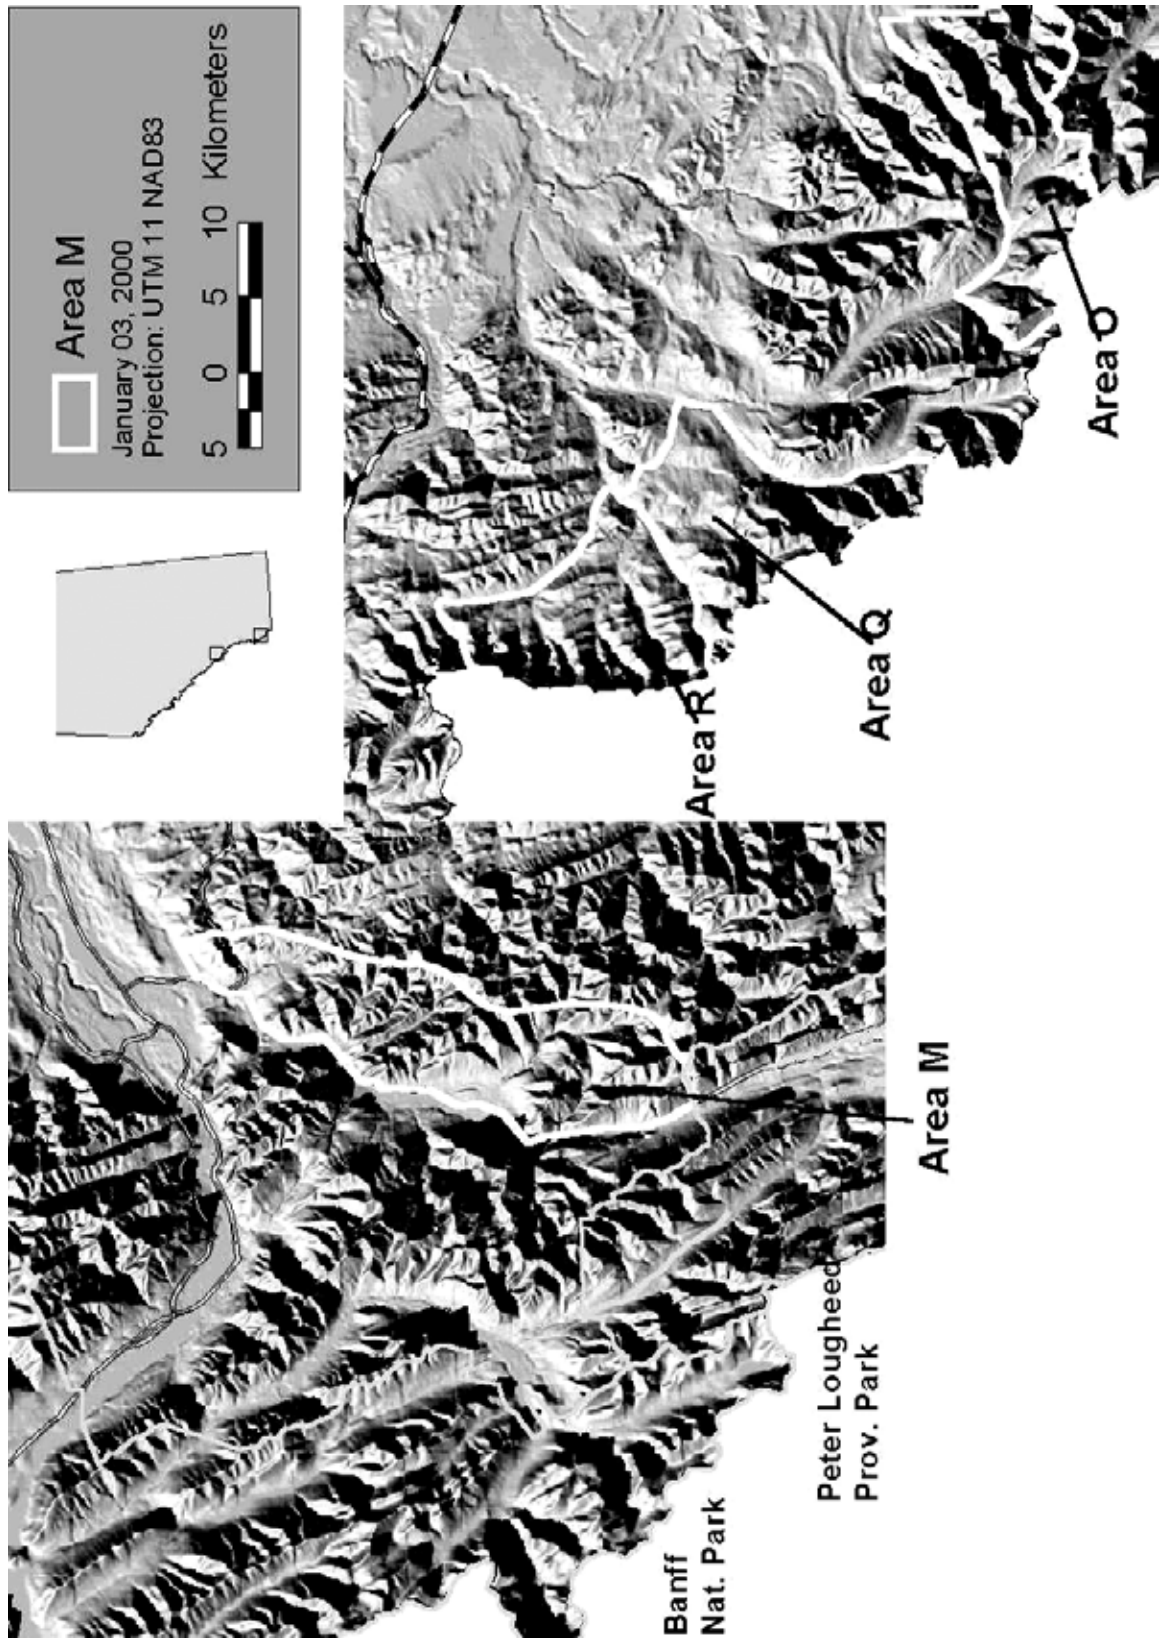 Area M
January 03, 2000
Projection: UTM 11 NAD83
5 0 5 10 Kilometers
Area R
Area Q
Area O
Area M
Banff
Nat. Park
Peter Lougheed
Prov. Park